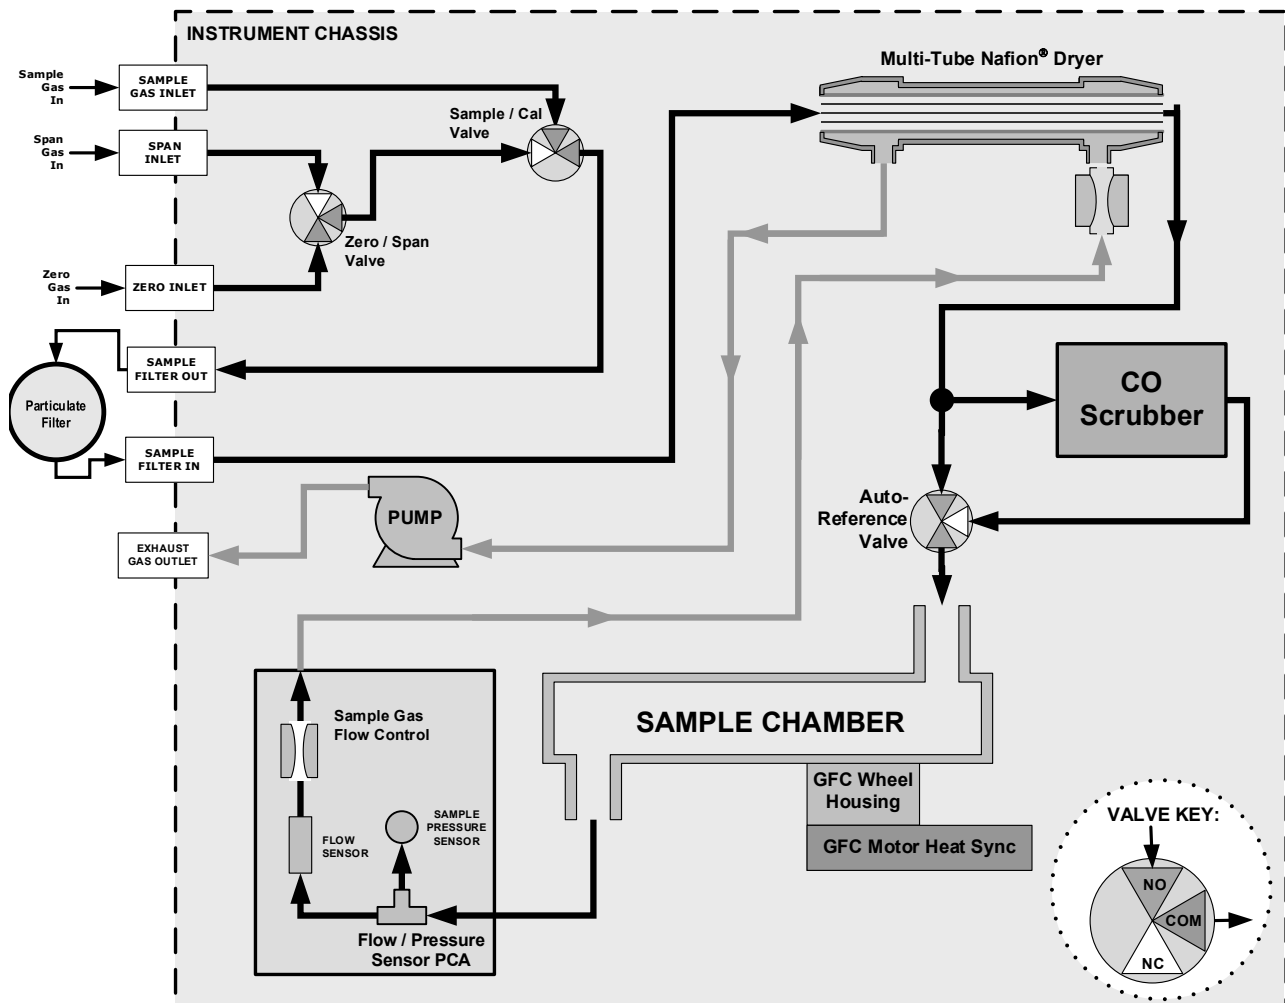 INSTRUMENT CHASSIS
Multi-Tube Nafion® Dryer
Sample
Gas
In
SAMPLE
GAS INLET
Sample / Cal
Valve
Span
Gas
In
SPAN
INLET
Zero / Span
Valve
Zero
Gas
In
ZERO INLET
SAMPLE
FILTER OUT
Particulate
Filter
SAMPLE
FILTER IN
CO
Scrubber
Auto-
Reference
Valve
PUMP
EXHAUST
GAS OUTLET
SAMPLE CHAMBER
Sample Gas
Flow Control
GFC Wheel
Housing
GFC Motor Heat Sync
FLOW
SENSOR
SAMPLE
PRESSURE
SENSOR
Flow / Pressure
Sensor PCA
VALVE KEY:
NO
COM
NC